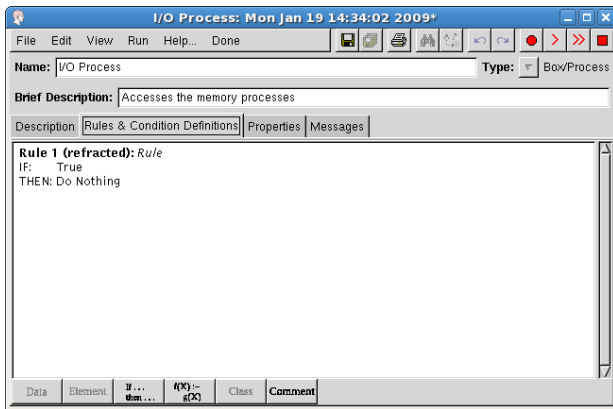 I/O Process: Mon Jan 19 14:34:02 2009*
File Edit View Run Help... Done
Name: I/O Process Type: Box/Process
Brief Description: Accesses the memory processes
Description Rules & Condition Definitions Properties Messages
Rule 1 (refracted): Rule
IF: True
THEN: Do Nothing
Data Element If ... then ... f(X) :- g(X) Class Comment